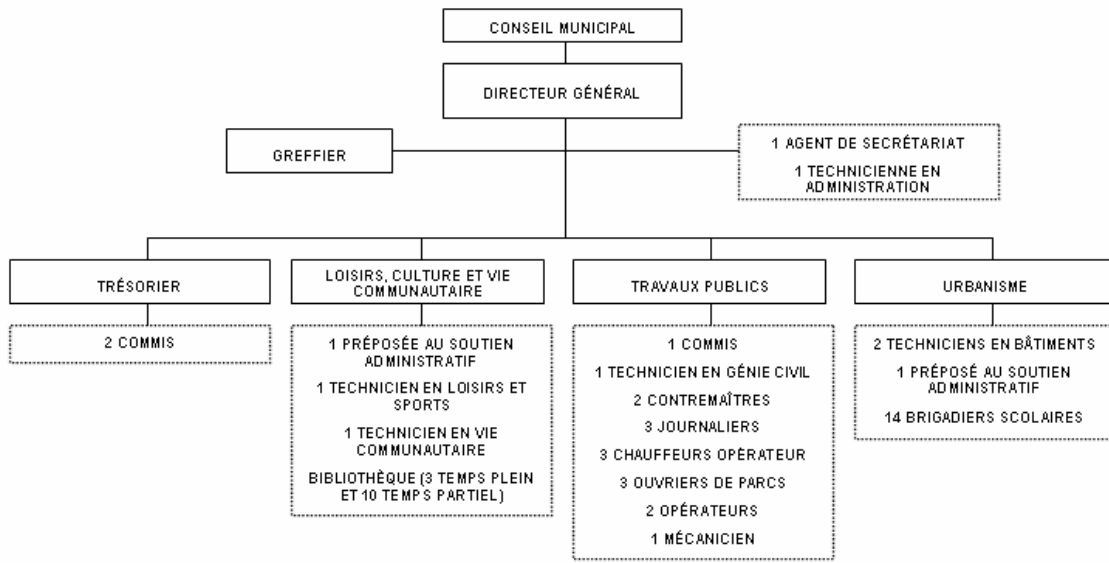 CONSEIL MUNICIPAL
DIRECTEUR GÉNÉRAL
GREFFIER
1 AGENT DE SECRÉTARIAT
1 TECHNICIENNE EN
ADMINISTRATION
TRÉSORIER
2 COMMIS
LOISIRS, CULTURE ET VIE
COMMUNAUTAIRE
1 PRÉPOSÉE AU SOUTIEN
ADMINISTRATIF
1 TECHNICIEN EN LOISIRS ET
SPORTS
1 TECHNICIEN EN VIE
COMMUNAUTAIRE
BIBLIOTHÈQUE (3 TEMPS PLEIN
ET 10 TEMPS PARTIEL)
TRAVAUX PUBLICS
1 COMMIS
1 TECHNICIEN EN GÉNIE CIVIL
2 CONTREMAÎTRES
3 JOURNALIERS
3 CHAUFFEURS OPÉRATEUR
3 OUVRIERS DE PARCS
2 OPÉRATEURS
1 MÉCANICIEN
URBANISME
2 TECHNICIENS EN BÂTIMENTS
1 PRÉPOSÉ AU SOUTIEN
ADMINISTRATIF
14 BRIGADIERS SCOLAIRES